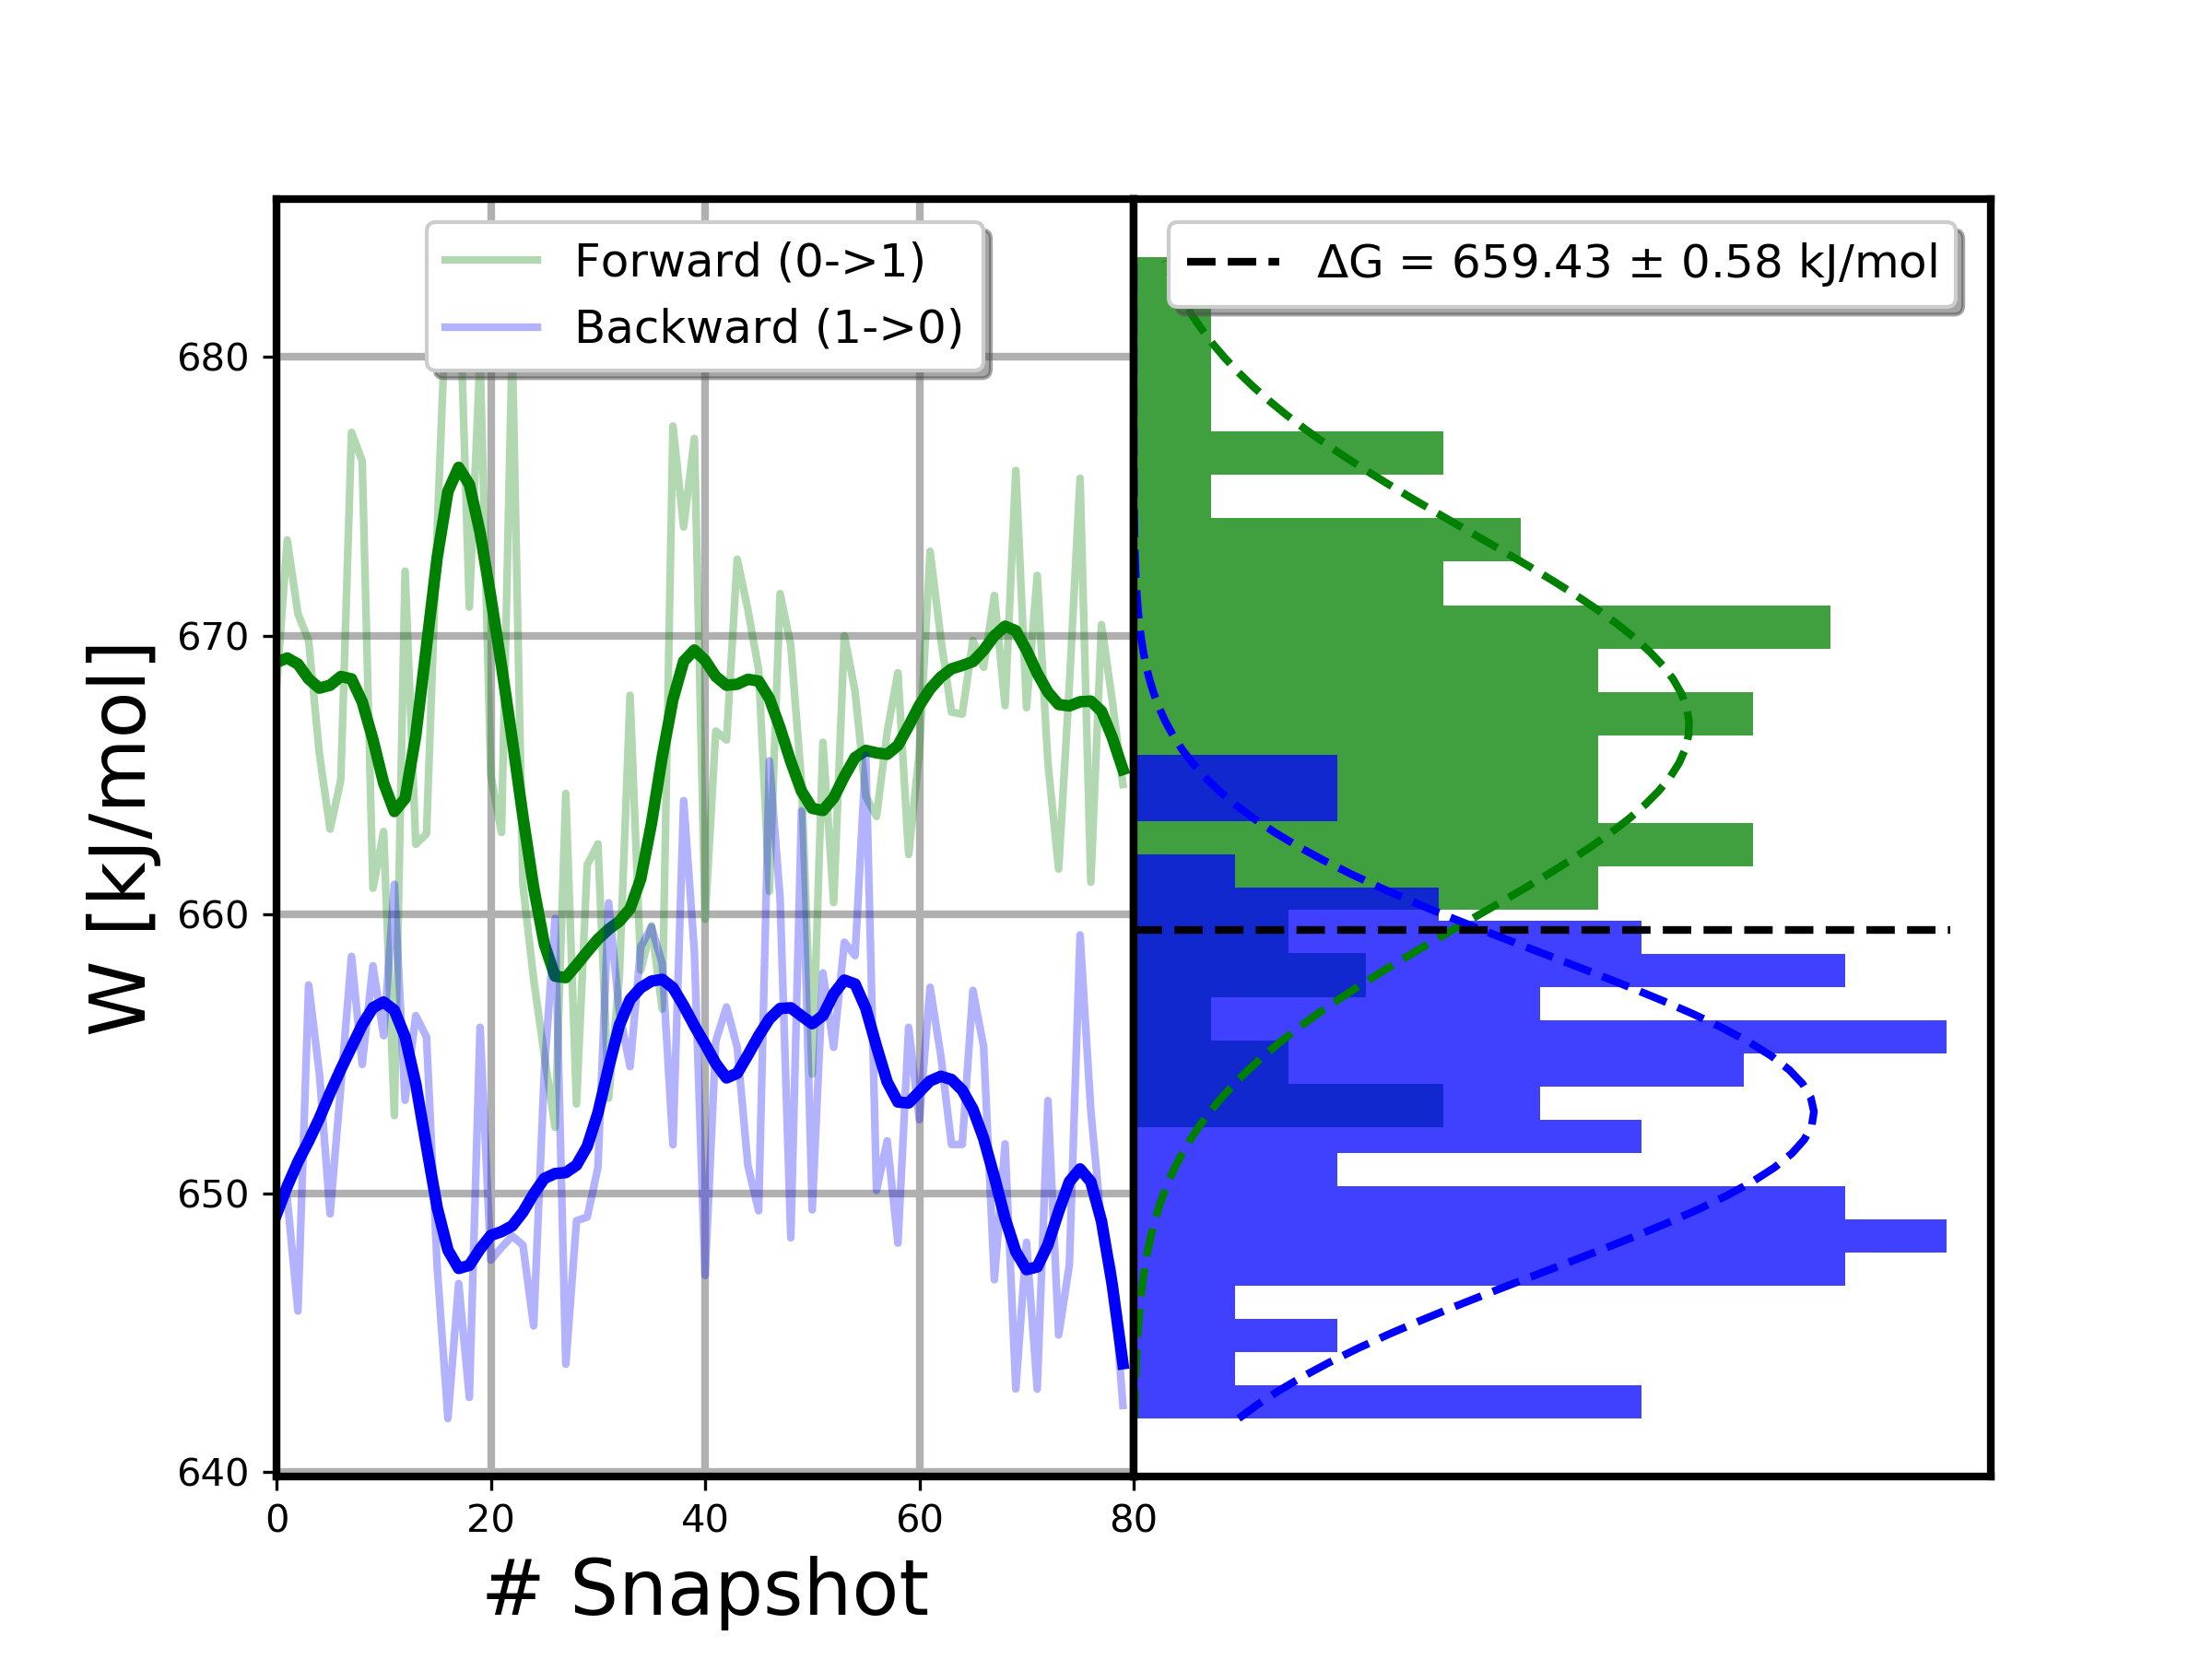 Forward (0->1)
Backward (1->0)
ΔG = 659.43 ± 0.58 kJ/mol
680
670
660
650
640
W [kJ/mol]
0 20 40 60 80
# Snapshot